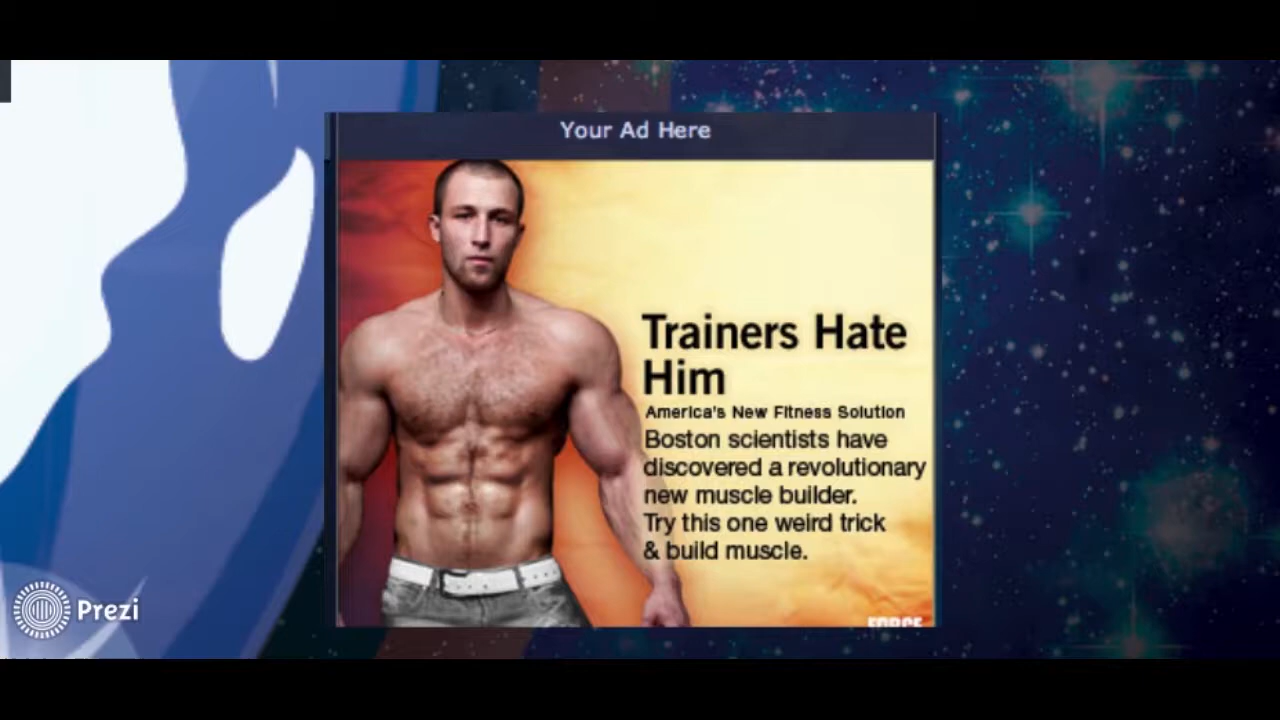 Your Ad Here
Trainers Hate
Him
America's New Fitness Solution
Boston scientists have
discovered a revolutionary
new muscle builder.
Try this one weird trick
& build muscle.
FORCE
Prezi